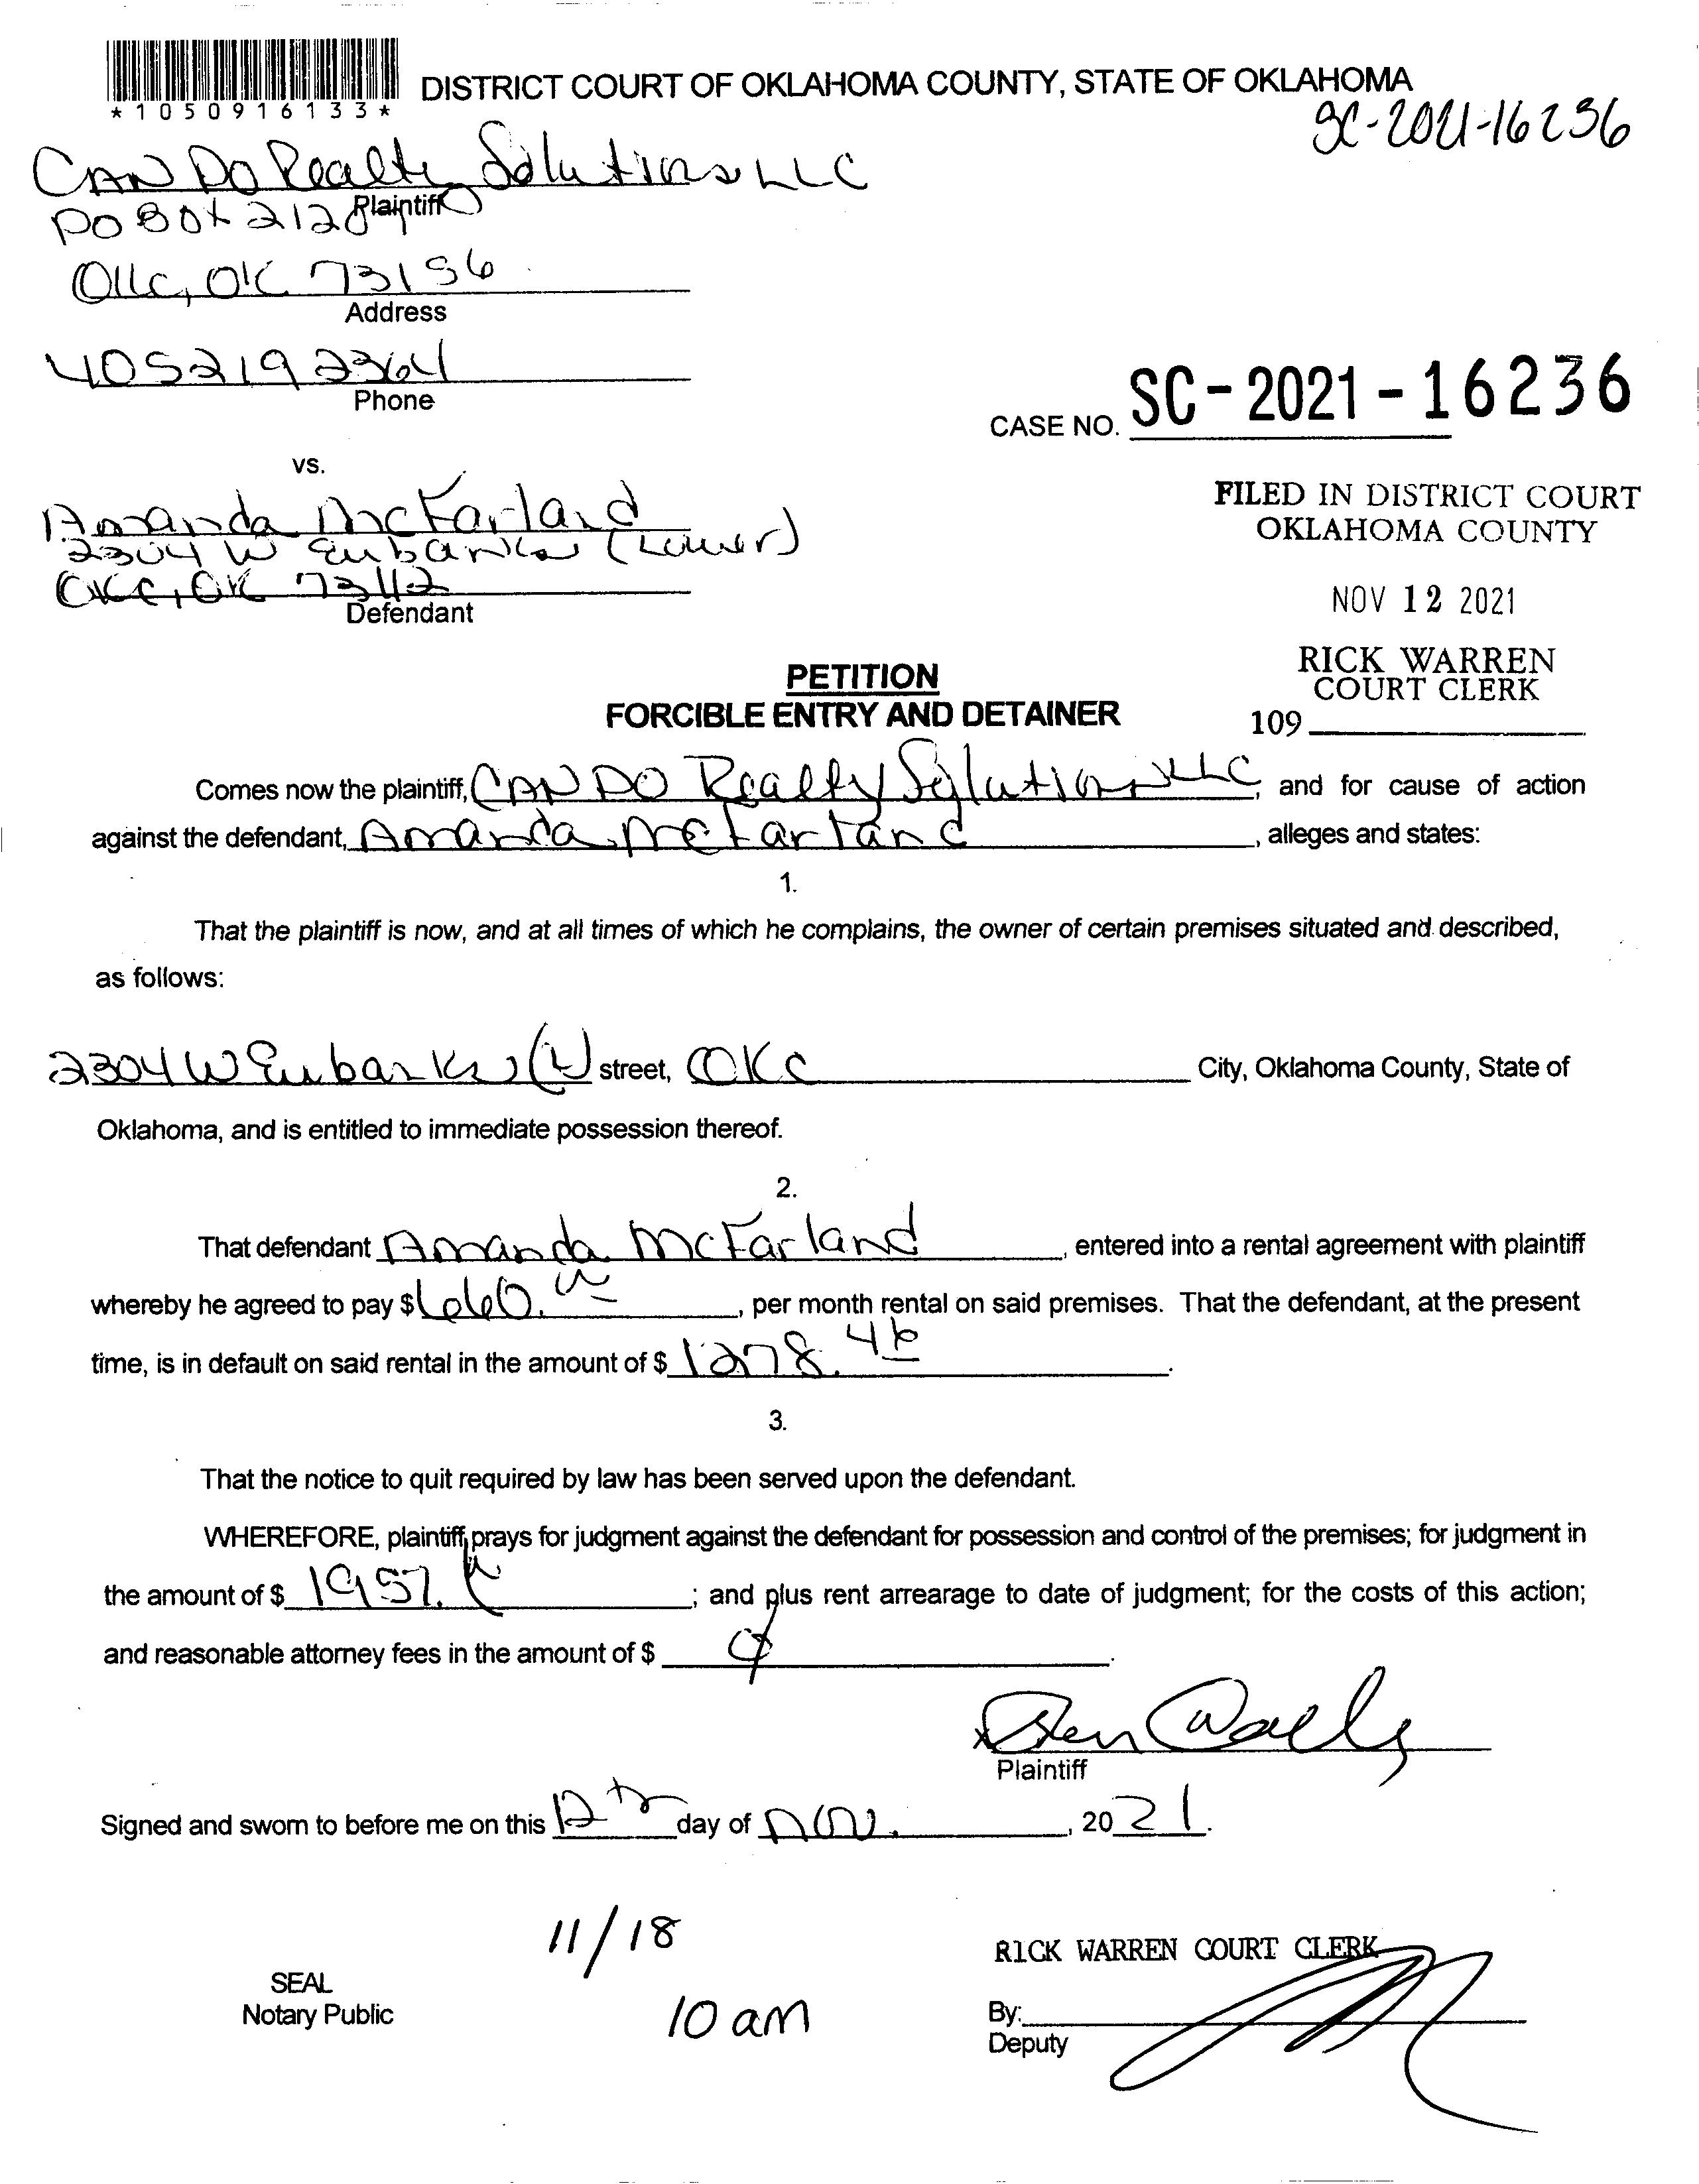 *1050916133*
DISTRICT COURT OF OKLAHOMA COUNTY, STATE OF OKLAHOMA
SC-2021-16236
CAN DO Realty Solutions LLC
Plaintiff
PO BOX
OKC, OK 73156
Address
4052192364
Phone
CASE NO. SC-2021-16236
vs.
Amanda McFarland
2304 W Eubanks (Lower)
OKC, OK 73112
Defendant
FILED IN DISTRICT COURT
OKLAHOMA COUNTY
NOV 12 2021
RICK WARREN
COURT CLERK
109
PETITION
FORCIBLE ENTRY AND DETAINER
Comes now the plaintiff, CAN DO Realty Solutions LLC, and for cause of action
against the defendant, Amanda McFarland, alleges and states:
1.
That the plaintiff is now, and at all times of which he complains, the owner of certain premises situated and described,
as follows:
2304 W Eubanks (L) street, OKC City, Oklahoma County, State of
Oklahoma, and is entitled to immediate possession thereof.
2.
That defendant Amanda McFarland, entered into a rental agreement with plaintiff
whereby he agreed to pay $660. per month rental on said premises. That the defendant, at the present
time, is in default on said rental in the amount of $1278.46.
3.
That the notice to quit required by law has been served upon the defendant.
WHEREFORE, plaintiff prays for judgment against the defendant for possession and control of the premises; for judgment in
the amount of $1957.; and plus rent arrearage to date of judgment; for the costs of this action;
and reasonable attorney fees in the amount of $
Plaintiff
Signed and sworn to before me on this 12th day of Nov., 2021.
11/18
10 am
SEAL
Notary Public
RICK WARREN COURT CLERK
By:
Deputy